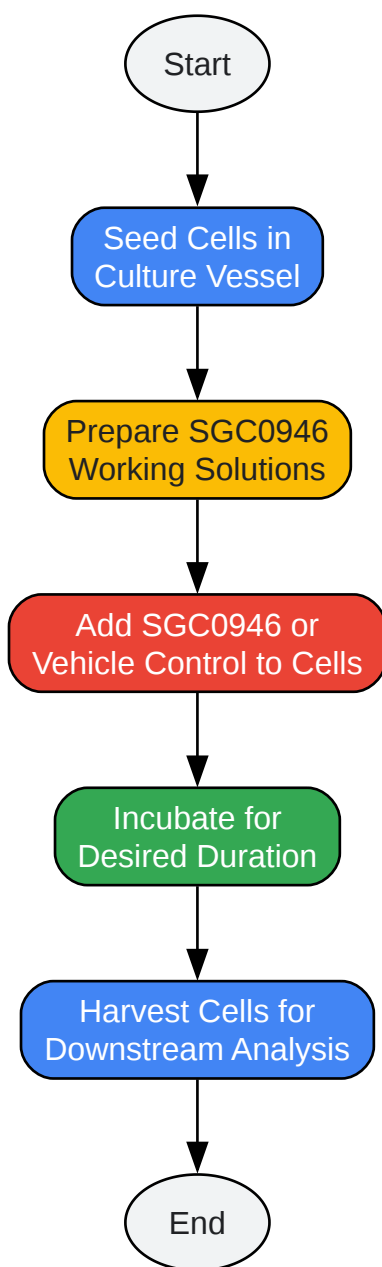 Start
Seed Cells in
Culture Vessel
Prepare SGC0946
Working Solutions
Add SGC0946 or
Vehicle Control to Cells
Incubate for
Desired Duration
Harvest Cells for
Downstream Analysis
End